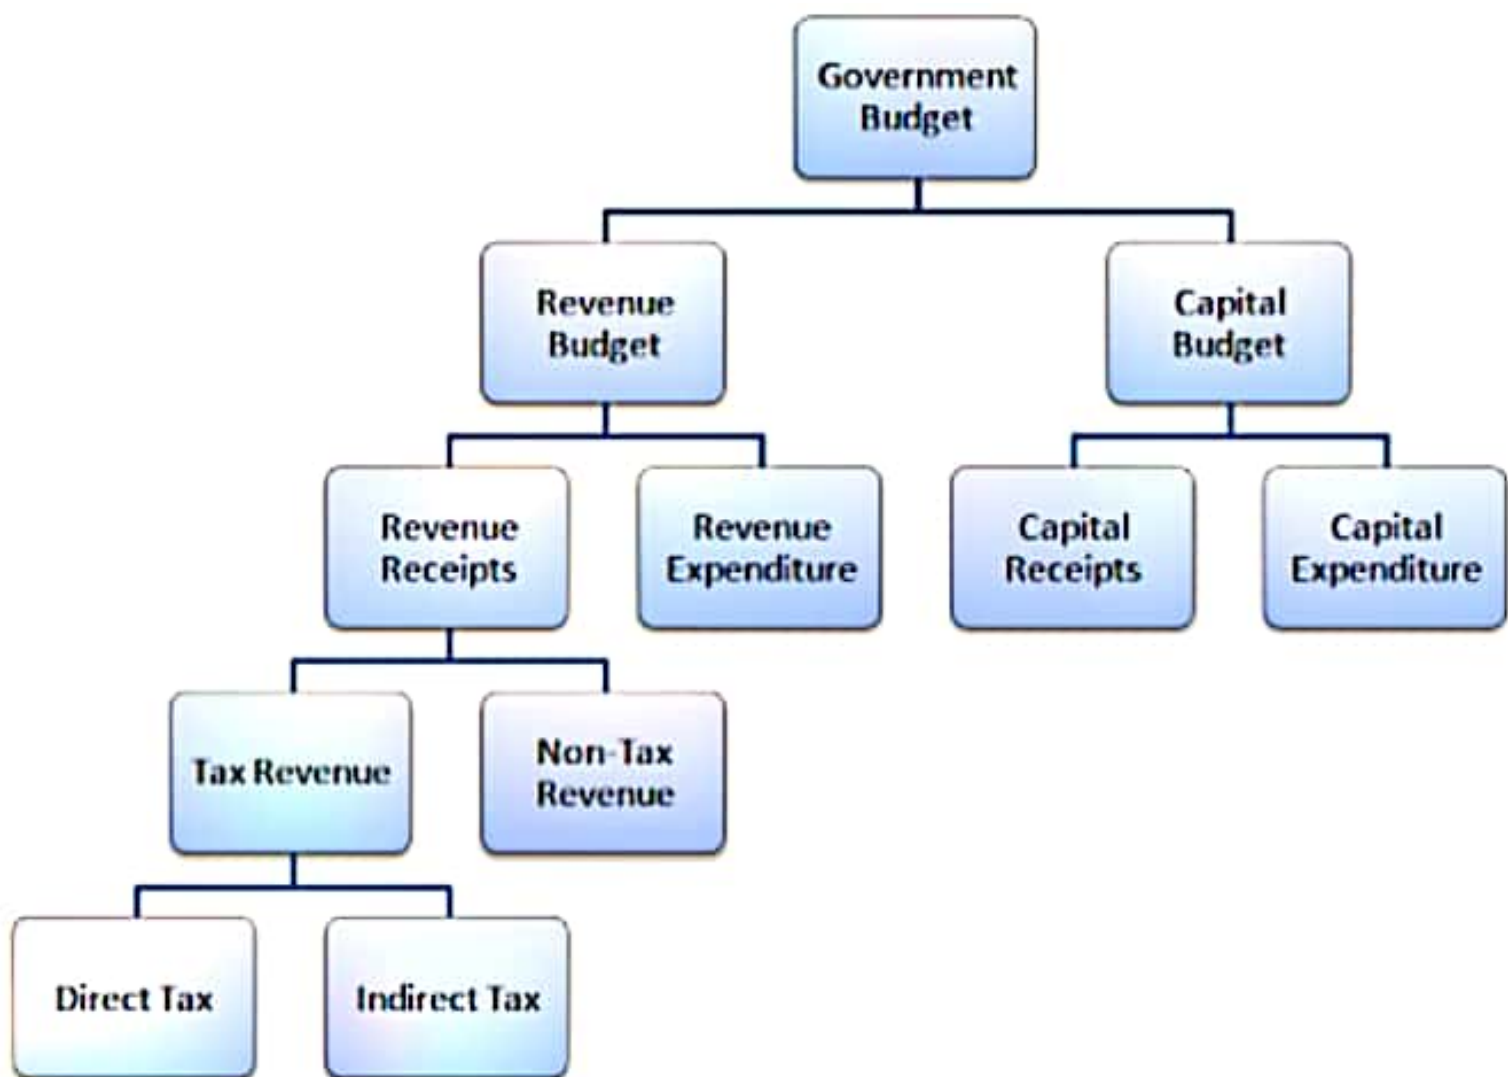 Government
Budget
Revenue
Budget
Capital
Budget
Revenue
Receipts
Revenue
Expenditure
Capital
Receipts
Capital
Expenditure
Tax Revenue
Non-Tax
Revenue
Direct Tax
Indirect Tax